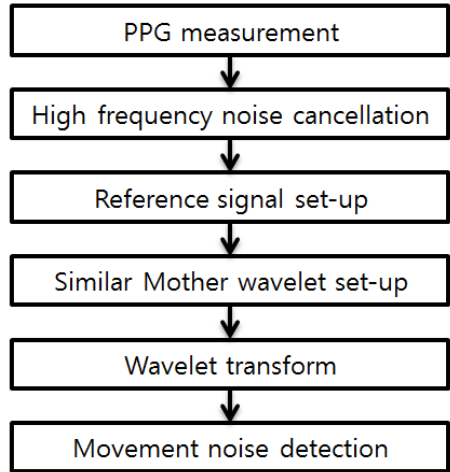 PPG measurement
High frequency noise cancellation
Reference signal set-up
Similar Mother wavelet set-up
Wavelet transform
Movement noise detection